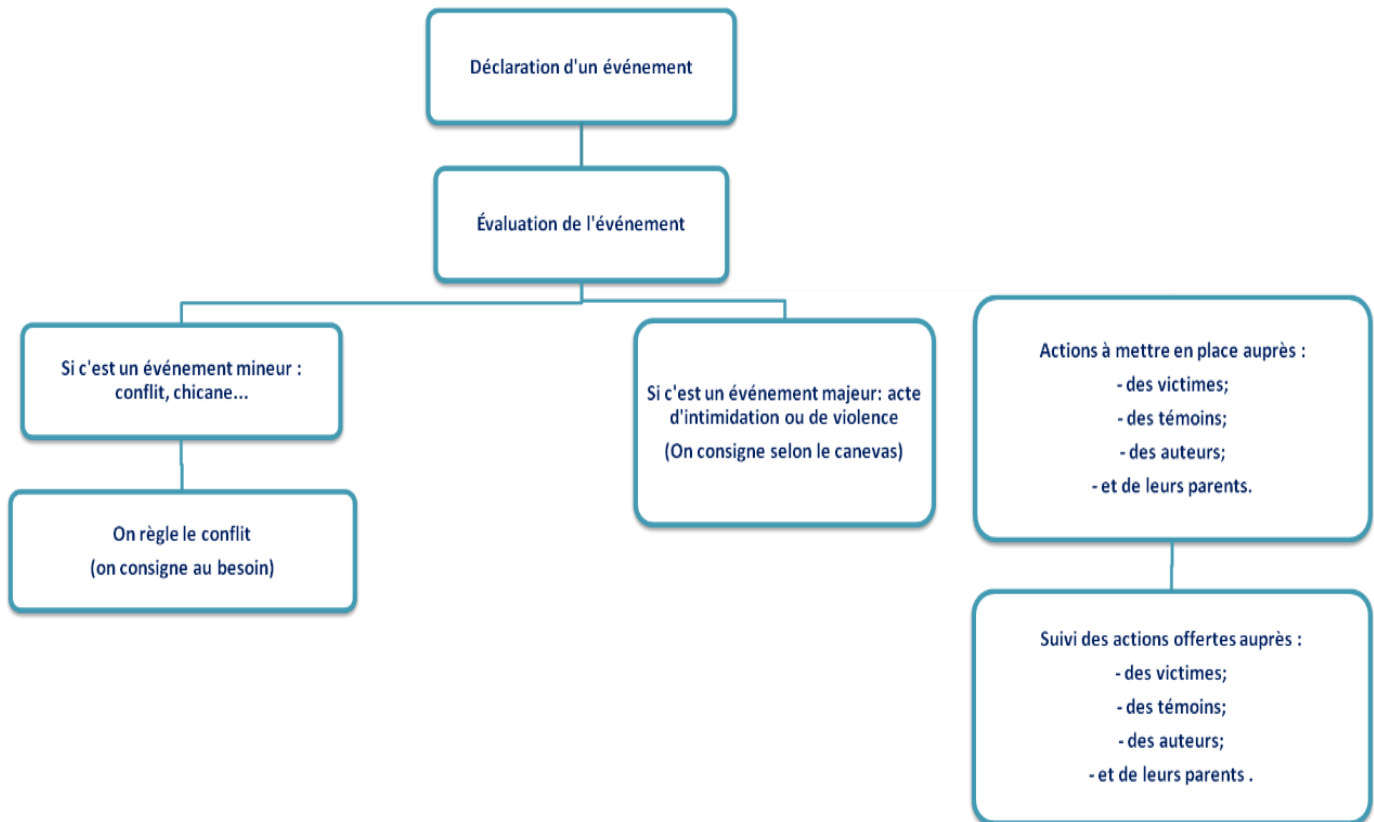 Déclaration d'un événement
Évaluation de l'événement
Si c'est un événement mineur :
conflit, chicane...
On règle le conflit
(on consigne au besoin)
Si c'est un événement majeur: acte
d'intimidation ou de violence
(On consigne selon le canevas)
Actions à mettre en place auprès :
- des victimes;
- des témoins;
- des auteurs;
- et de leurs parents.
Suivi des actions offertes auprès :
- des victimes;
- des témoins;
- des auteurs;
- et de leurs parents .